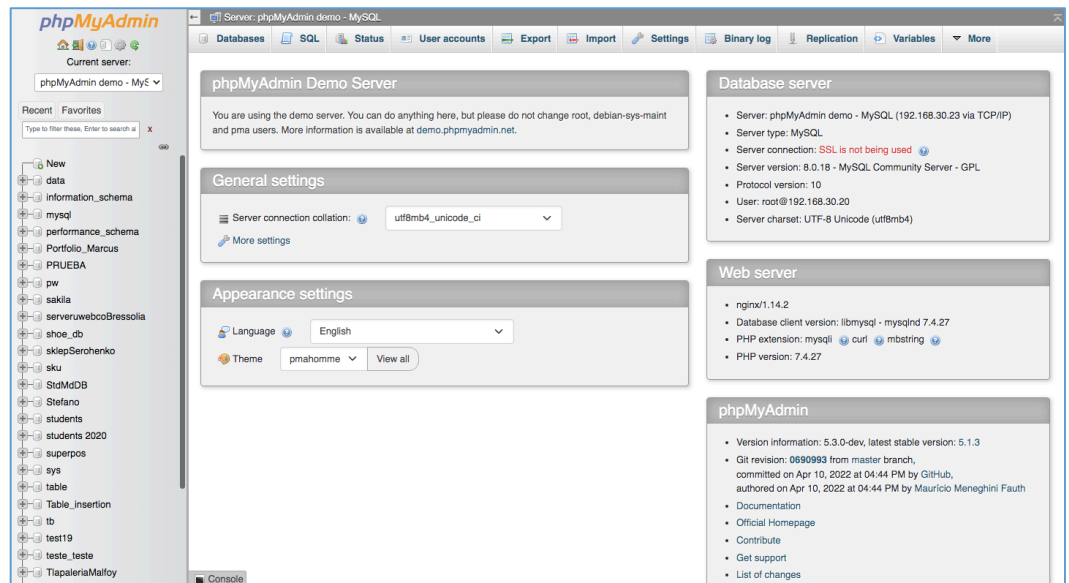 phpMyAdmin
Current server:
phpMyAdmin demo - MyS
Recent Favorites
Type to filter these, Enter to search al X
New
data
information_schema
mysql
performance_schema
Portfolio_Marcus
PRUEBA
pw
sakila
serveruwebcoBressolia
shoe_db
sklepSerohenko
sku
StdMdDB
Stefano
students
students 2020
superpos
sys
table
Table_insertion
tb
test19
teste_teste
TlapaleriaMalfoy
Server: phpMyAdmin demo - MySQL
Databases SQL Status User accounts Export Import Settings Binary log Replication Variables More
phpMyAdmin Demo Server
You are using the demo server. You can do anything here, but please do not change root, debian-sys-maint
and pma users. More information is available at demo.phpmyadmin.net.
General settings
Server connection collation: utf8mb4_unicode_ci
More settings
Appearance settings
Language English
Theme pmahomme View all
Console
Database server
• Server: phpMyAdmin demo - MySQL (192.168.30.23 via TCP/IP)
• Server type: MySQL
• Server connection: SSL is not being used
• Server version: 8.0.18 - MySQL Community Server - GPL
• Protocol version: 10
• User: root@192.168.30.20
• Server charset: UTF-8 Unicode (utf8mb4)
Web server
• nginx/1.14.2
• Database client version: libmysql - mysqlnd 7.4.27
• PHP extension: mysqli curl mbstring
• PHP version: 7.4.27
phpMyAdmin
• Version information: 5.3.0-dev, latest stable version: 5.1.3
• Git revision: 0690993 from master branch,
committed on Apr 10, 2022 at 04:44 PM by GitHub,
authored on Apr 10, 2022 at 04:44 PM by Maurício Meneghini Fauth
• Documentation
• Official Homepage
• Contribute
• Get support
• List of changes